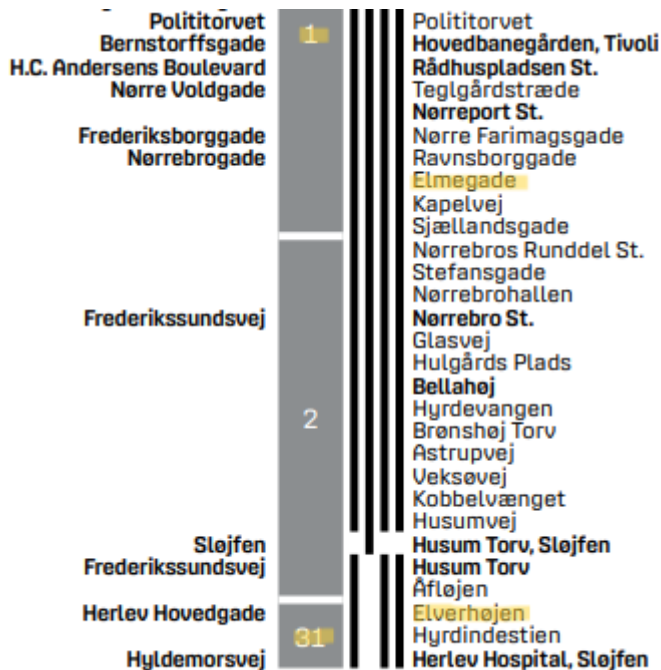 Polititorvet 1 Polititorvet
Bernstorffsgade Hovedbanegården, Tivoli
H.C. Andersens Boulevard Rådhuspladsen St.
Nørre Voldgade Teglgårdstræde
Nørreport St.
Frederiksborggade Nørre Farimagsgade
Nørrebrogade Ravnsborggade
Elmegade
Kapelvej
Sjællandsgade
Nørrebros Runddel St.
Stefansgade
Nørrebrohallen
Frederikssundsvej Nørrebro St.
Glasvej
Hulgårds Plads
Bellahøj
2 Hyrdevangen
Brønshøj Torv
Astrupvej
Veksøvej
Kobbelvænget
Husumvej
Sløjfen Husum Torv, Sløjfen
Frederikssundsvej Husum Torv
Åfløjen
Herlev Hovedgade Elverhøjen
31 Hyrdindestien
Hyldemorsvej Herlev Hospital, Sløjfen